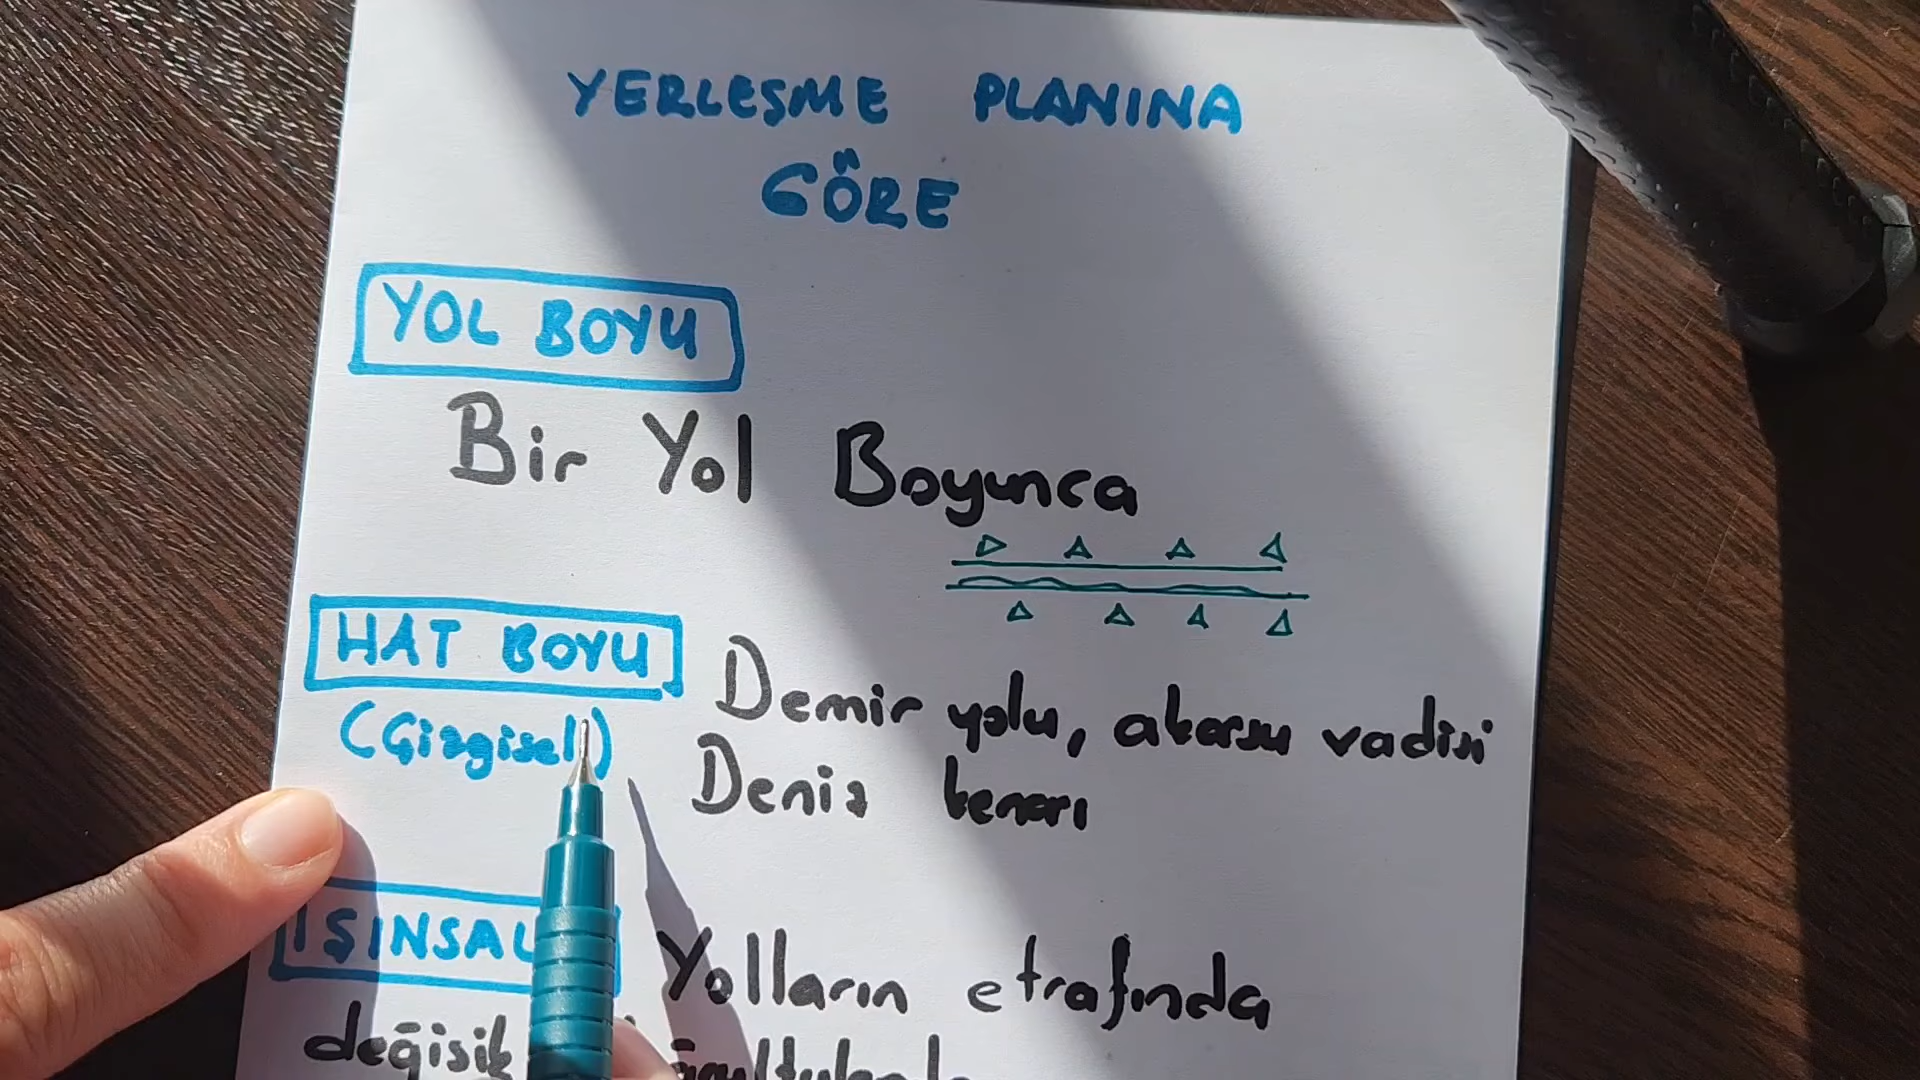 YERLEŞME PLANINA
GÖRE
YOL BOYU
Bir Yol Boyunca
HAT BOYU
(Çizgisel)
Demir yolu, akarsu vadisi
Deniz kenarı
IŞINSAL
Yolların etrafında
değişik